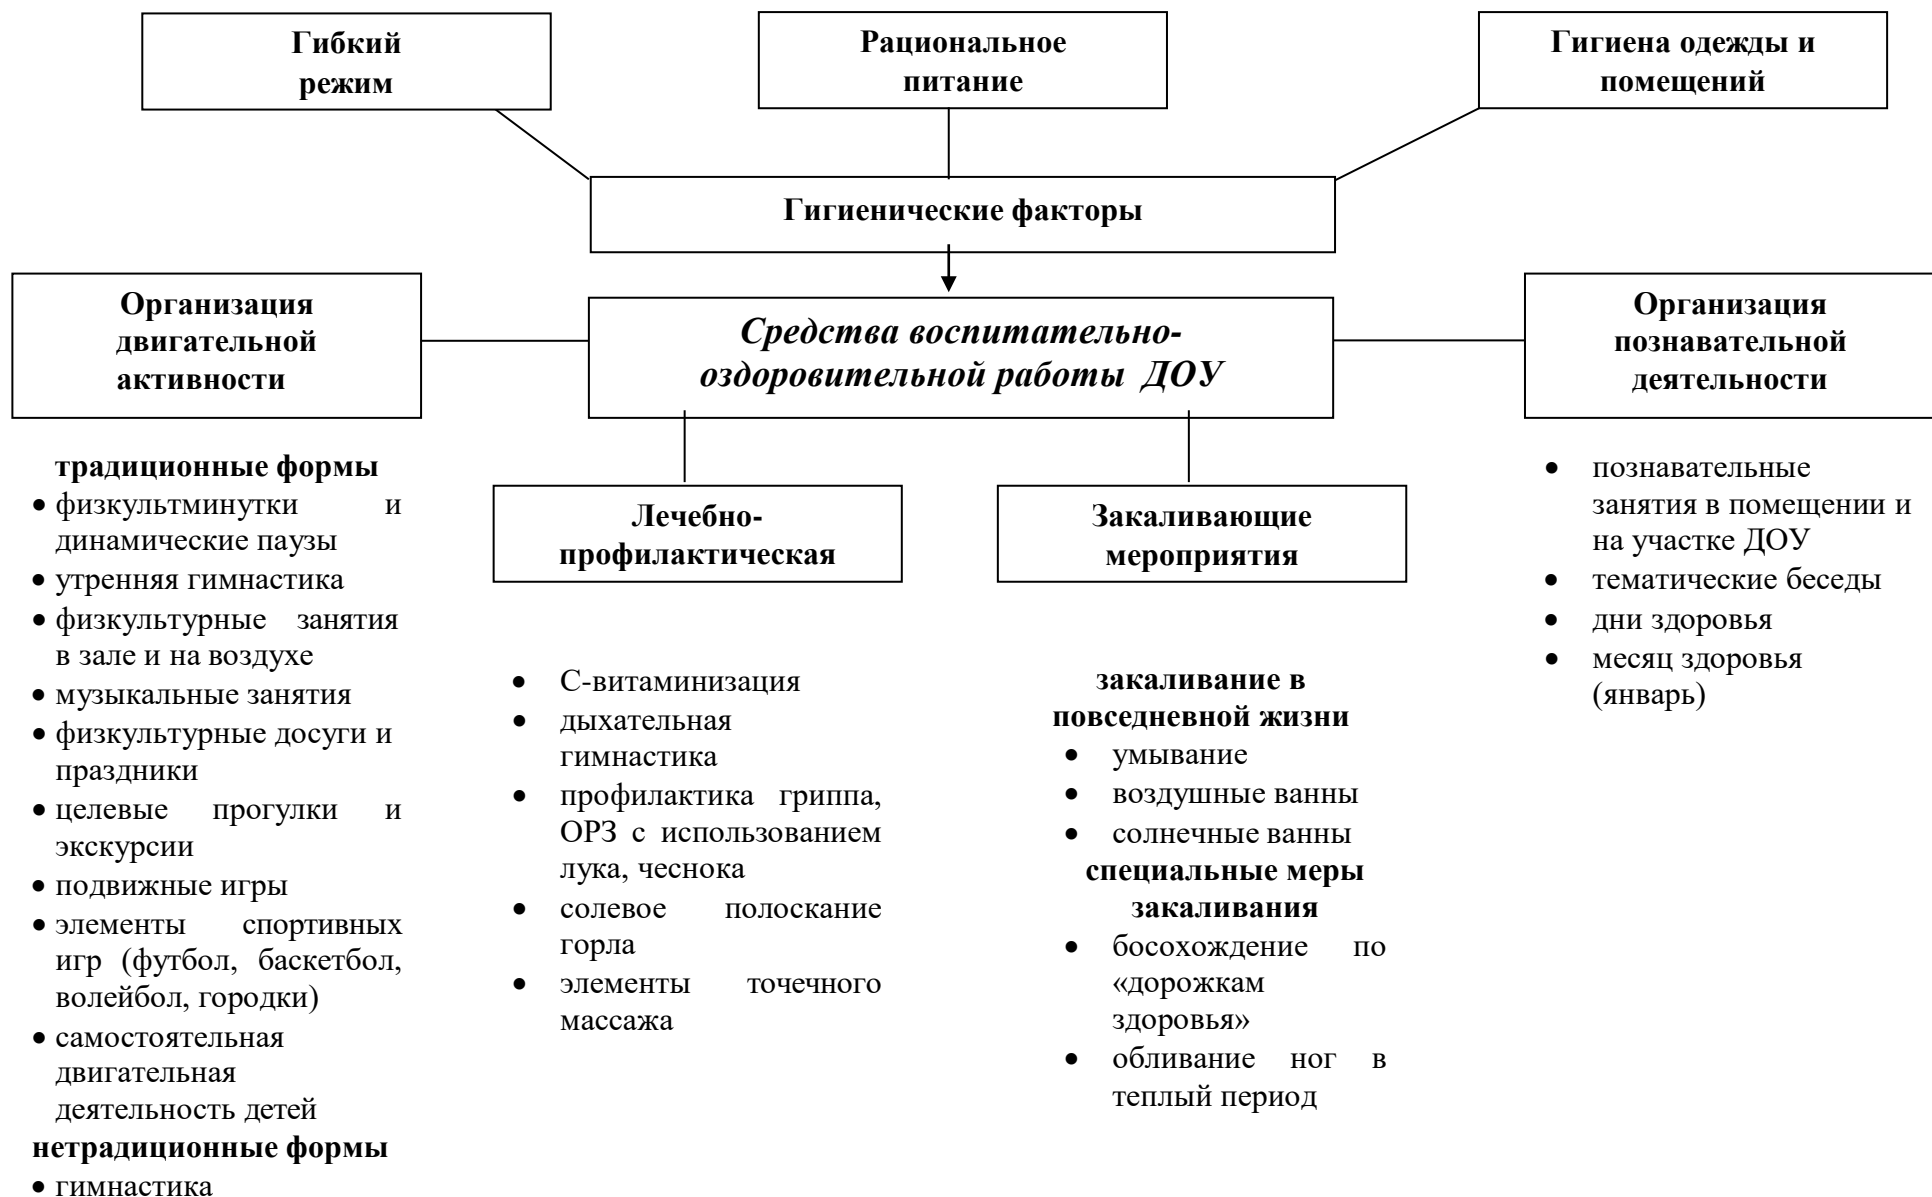 Гибкий
режим
Рациональное
питание
Гигиена одежды и
помещений
Гигиенические факторы
Организация
двигательной
активности
Средства воспитательно-
оздоровительной работы ДОУ
Организация
познавательной
деятельности
традиционные формы
• физкультминутки и
динамические паузы
• утренняя гимнастика
• физкультурные занятия
в зале и на воздухе
• музыкальные занятия
• физкультурные досуги и
праздники
• целевые прогулки и
экскурсии
• подвижные игры
• элементы спортивных
игр (футбол, баскетбол,
волейбол, городки)
• самостоятельная
двигательная
деятельность детей
нетрадиционные формы
• гимнастика
Лечебно-
профилактическая
• С-витаминизация
• дыхательная
гимнастика
• профилактика гриппа,
ОРЗ с использованием
лука, чеснока
• солевое полоскание
горла
• элементы точечного
массажа
Закаливающие
мероприятия
закаливание в
повседневной жизни
• умывание
• воздушные ванны
• солнечные ванны
специальные меры
закаливания
• босохождение по
«дорожкам
здоровья»
• обливание ног в
теплый период
• познавательные
занятия в помещении и
на участке ДОУ
• тематические беседы
• дни здоровья
• месяц здоровья
(январь)